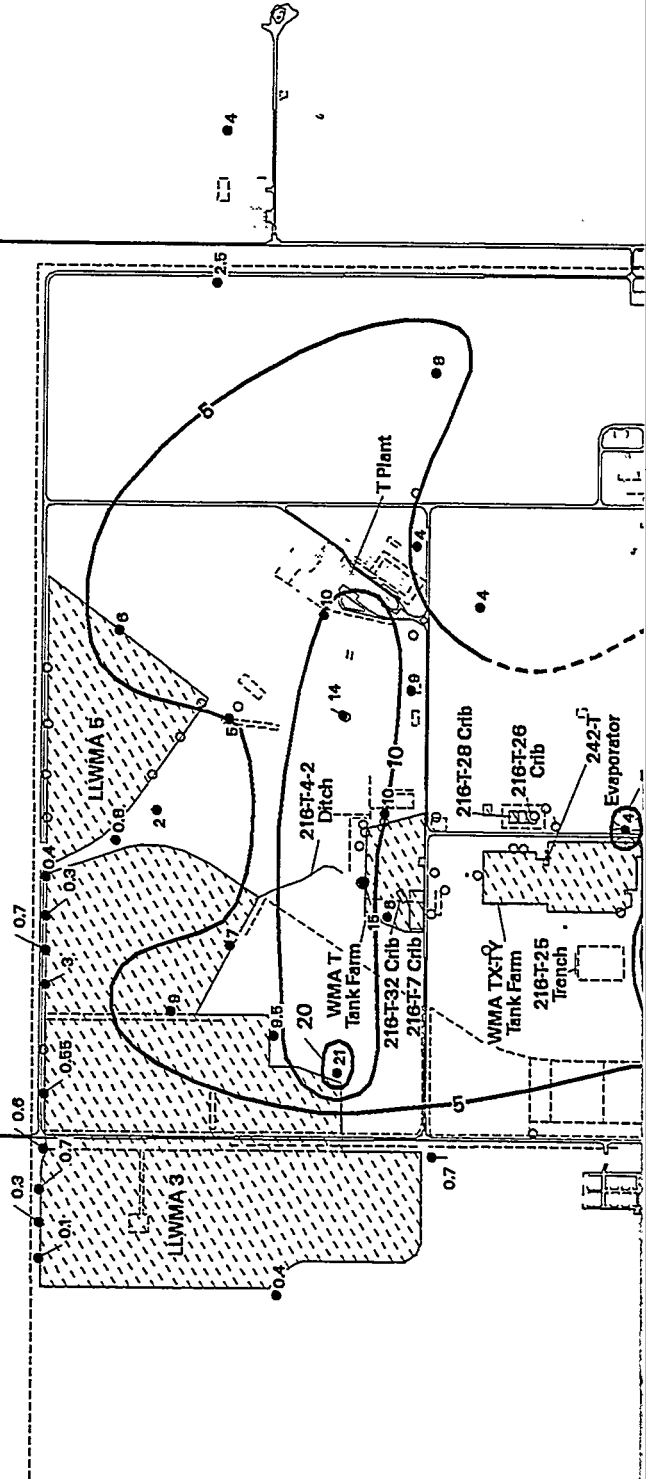 4
2.5
5
8
T Plant
4
4
6
LLWMA 5
5
10
14
9
216-T-4-2
Ditch
10
10
216-T-28 Crib
216-T-26
Crib
242-T
Evaporator
4
0.8
2
0.4
0.3
0.7
3
7
9
9.5
20
21
WMA T
Tank Farm
15
8
216-T-32 Crib
216-T-7 Crib
WMA TX-TY
Tank Farm
216-T-25
Trench
5
0.55
0.6
0.7
0.3
0.1
LLWMA 3
0.4
0.7